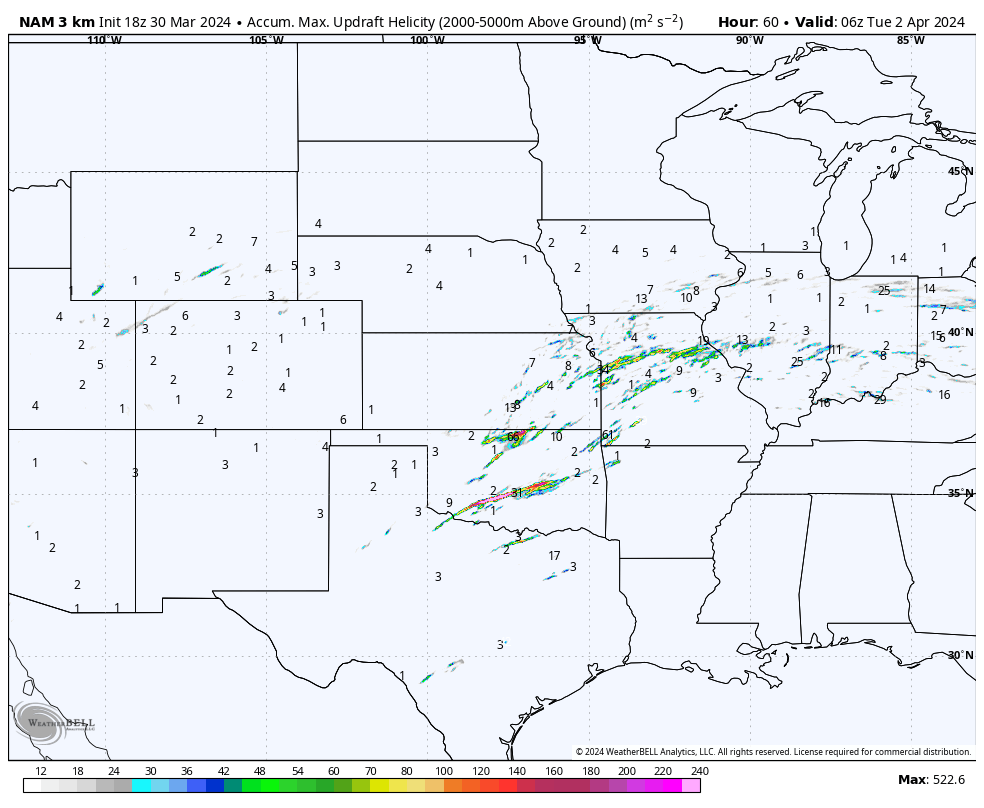 NAM 3 km Init 18z 30 Mar 2024 • Accum. Max. Updraft Helicity (2000-5000m Above Ground) (m² s⁻²) Hour: 60 • Valid: 06z Tue 2 Apr 2024
110°W 105°W 100°W 95°W 90°W 85°W
45°N
4
2 2 7 2 1
2 4 1 1 2 4 5 4 2 1 3 1 1
1 5 2 4 5 3 3 2 2 6 5 6 3 1 4 1
1 3 4 13 7 10 8 3 1 1 2 25 14
4 2 3 2 6 3 1 3 1 1 3 7 2 3 1 2 7
40°N
2 5 2 1 2 1 6 4 19 13 11 2 8 15 6
2 2 2 1 4 7 8 34 4 9 3 2 25 2 3
4 1 1 2 2 1 13 8 4 1 1 9 2 16 29 16
6 1 1 4 1 2 66 10 61 2
1 3 3 2 1 1 3 1 2 1
35°N
2 3 3 9 2 1 31 2 2
1 2 3 2 17 3
2 3
1 1
3
30°N
1
WEATHERBELL
© 2024 WeatherBELL Analytics, LLC. All rights reserved. License required for commercial distribution.
12 18 24 30 36 42 48 54 60 70 80 100 120 140 160 180 200 220 240
Max: 522.6